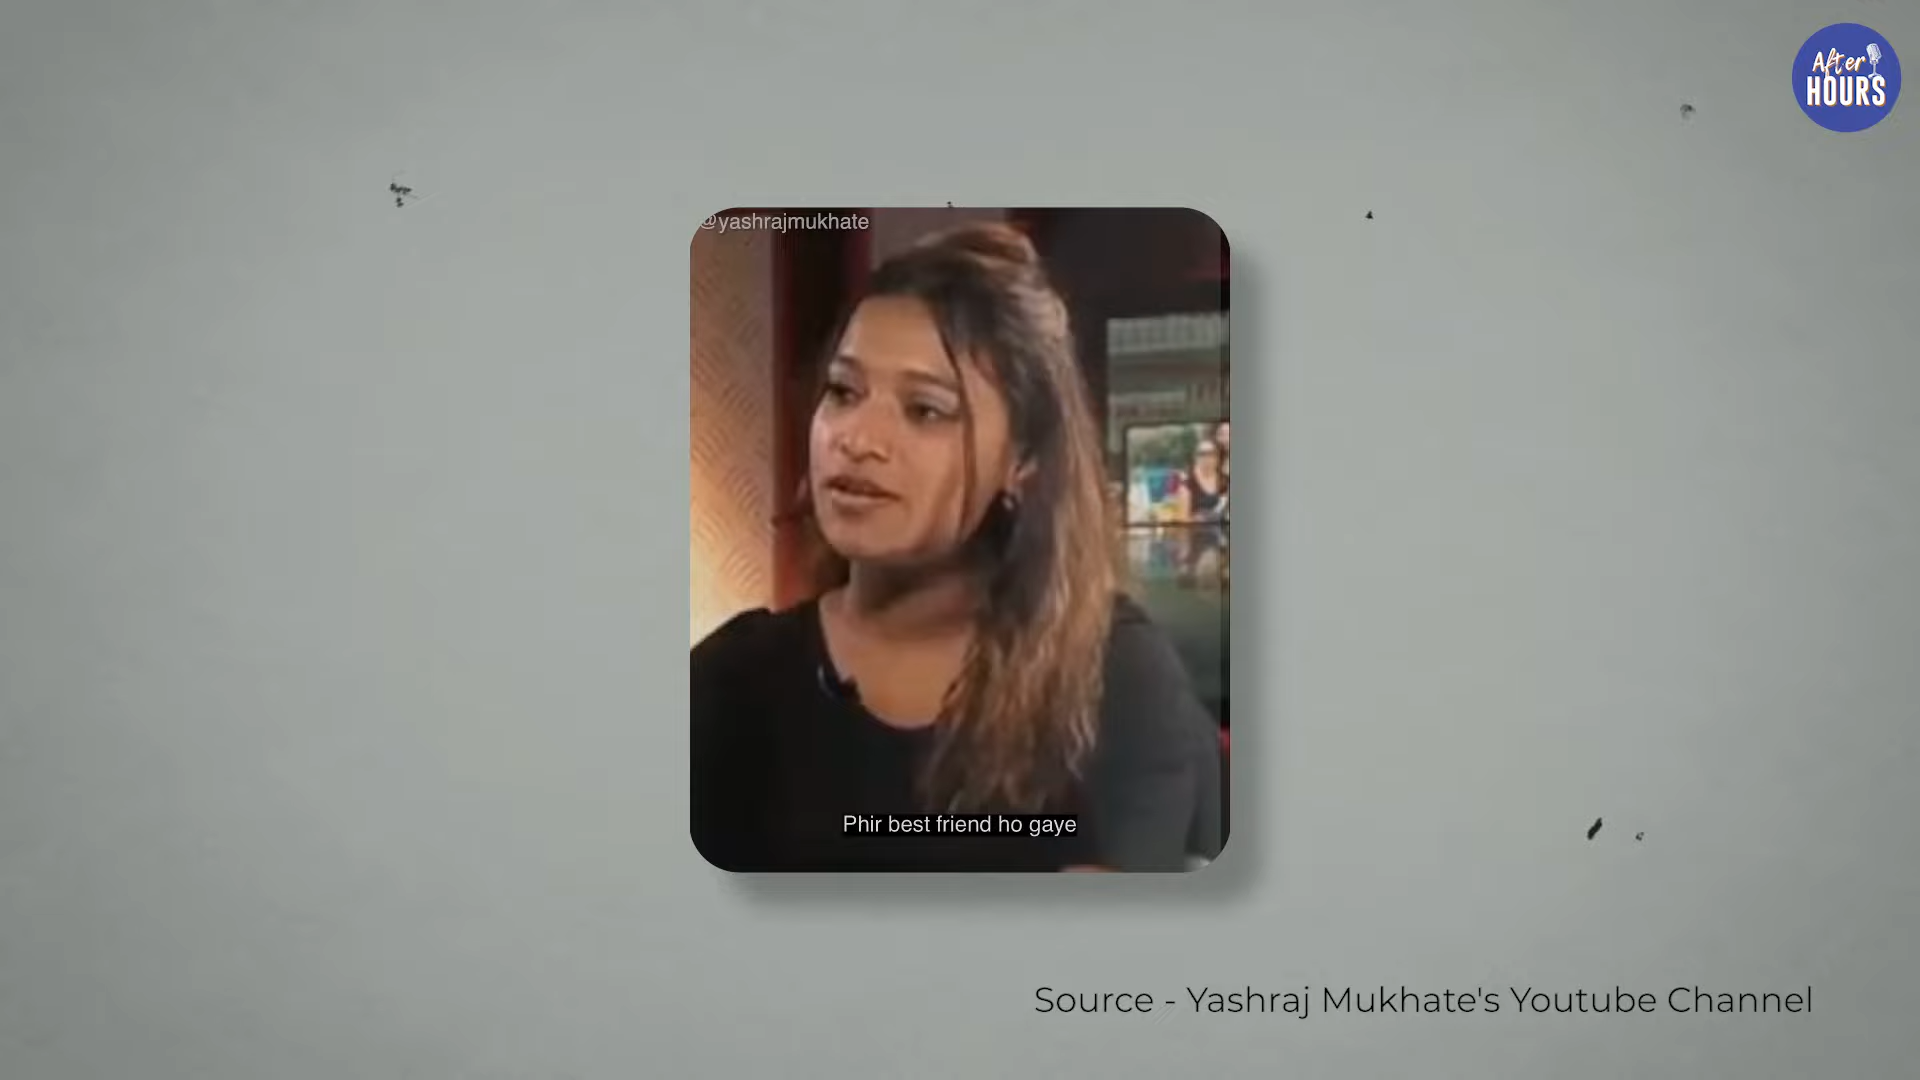 After
HOURS
@yashrajmukhate
Phir best friend ho gaye
Source - Yashraj Mukhate's Youtube Channel